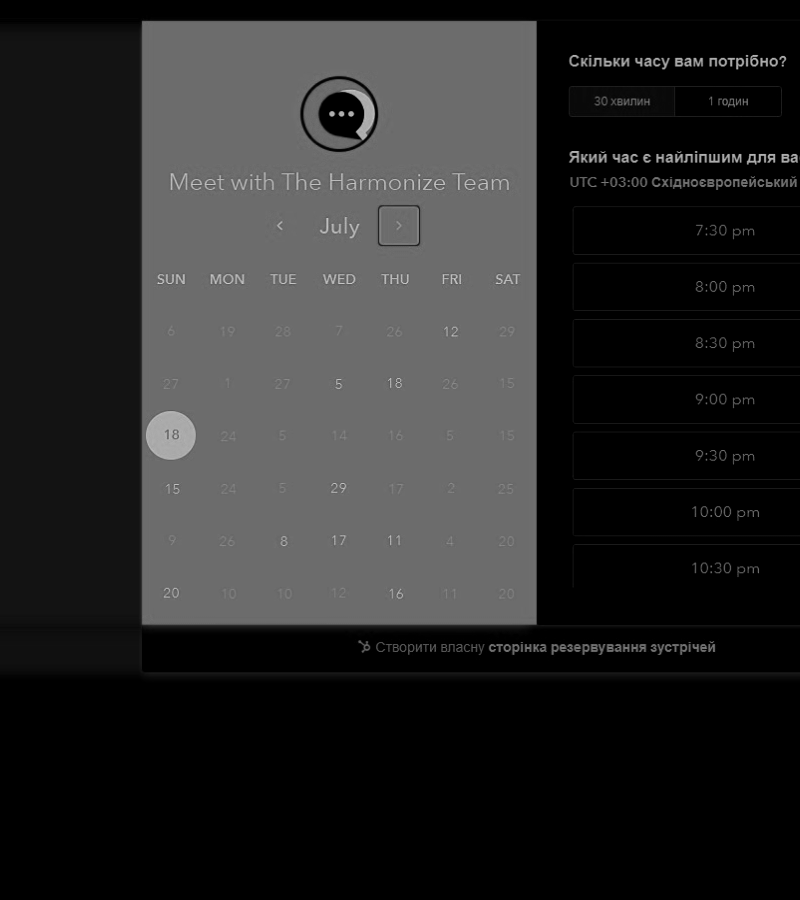 Meet with The Harmonize Team
July
SUN MON TUE WED THU FRI SAT
6 19 28 7 26 12 29
27 1 27 5 18 26 15
18 24 5 14 16 5 15
15 24 5 29 17 2 25
9 26 8 17 11 4 20
20 10 10 12 16 11 20
Скільки часу вам потрібно?
30 хвилин 1 годин
Який час є найліпшим для ва
UTC +03:00 Східноєвропейський
7:30 pm
8:00 pm
8:30 pm
9:00 pm
9:30 pm
10:00 pm
10:30 pm
Створити власну сторінка резервування зустрічей